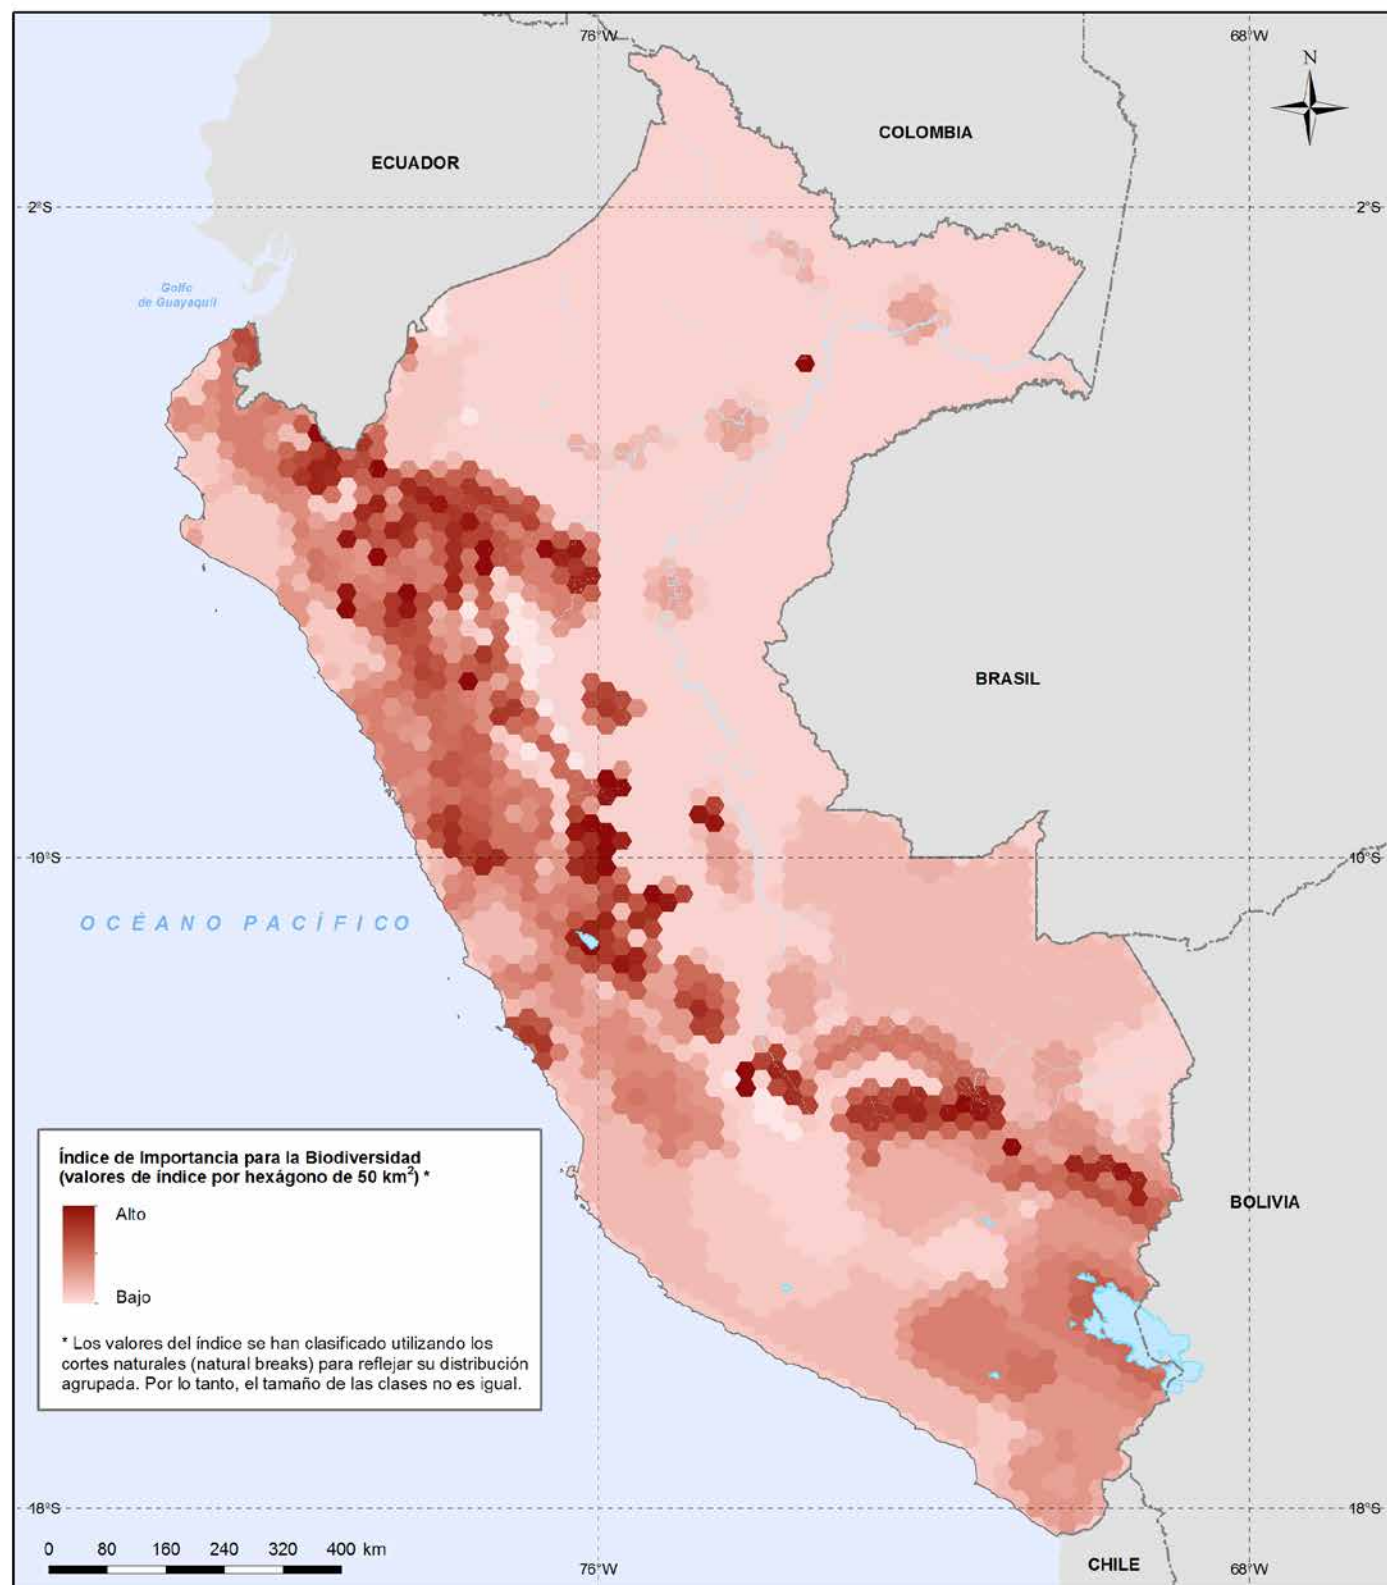 76°W
68°W
N
COLOMBIA
ECUADOR
2°S
2°S
Golfo
de Guayaquil
BRASIL
10°S
10°S
OCÉANO PACÍFICO
Índice de Importancia para la Biodiversidad
(valores de índice por hexágono de 50 km²) *
Alto
Bajo
* Los valores del índice se han clasificado utilizando los
cortes naturales (natural breaks) para reflejar su distribución
agrupada. Por lo tanto, el tamaño de las clases no es igual.
BOLIVIA
18°S
18°S
0 80 160 240 320 400 km
76°W
68°W
CHILE